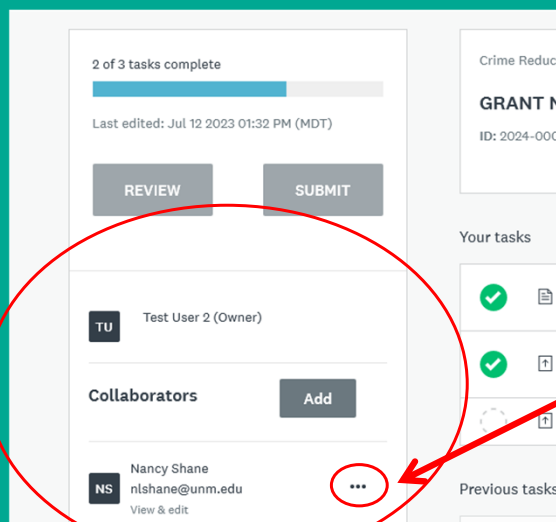 2 of 3 tasks complete
Last edited: Jul 12 2023 01:32 PM (MDT)
REVIEW
SUBMIT
TU
Test User 2 (Owner)
Collaborators
Add
NS
Nancy Shane
nlshane@unm.edu
View & edit
•••
Crime Reduc
GRANT N
ID: 2024-000
Your tasks
Previous tasks